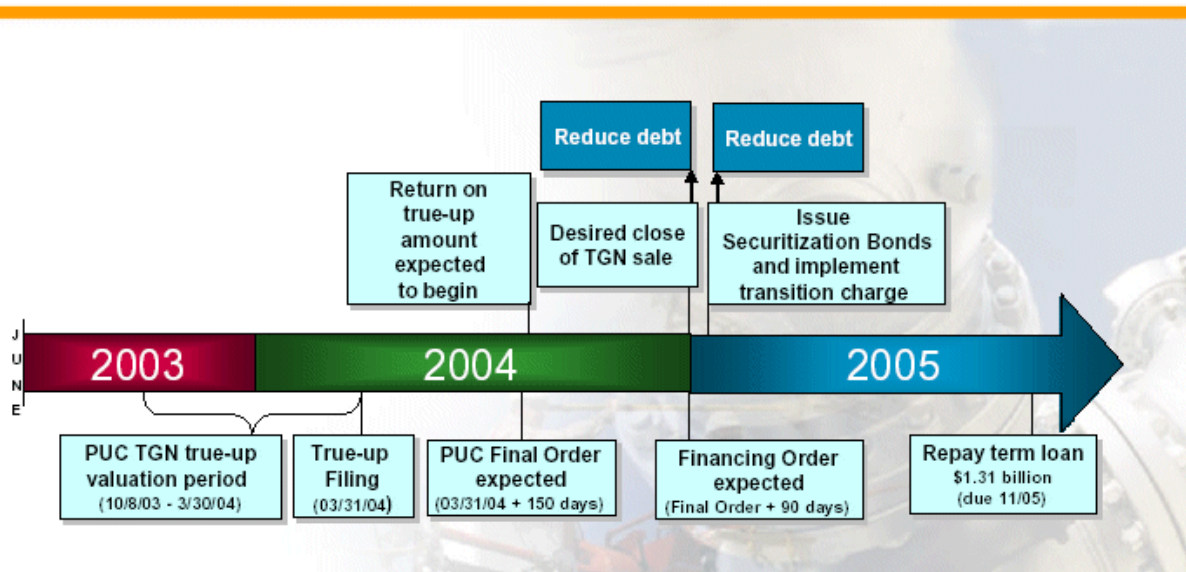 Reduce debt
Reduce debt
Return on
true-up
amount
expected
to begin
Desired close
of TGN sale
Issue
Securitization Bonds
and implement
transition charge
J
U
N
E
2003
2004
2005
PUC TGN true-up
valuation period
(10/8/03 - 3/30/04)
True-up
Filing
(03/31/04)
PUC Final Order
expected
(03/31/04 + 150 days)
Financing Order
expected
(Final Order + 90 days)
Repay term loan
$1.31 billion
(due 11/05)